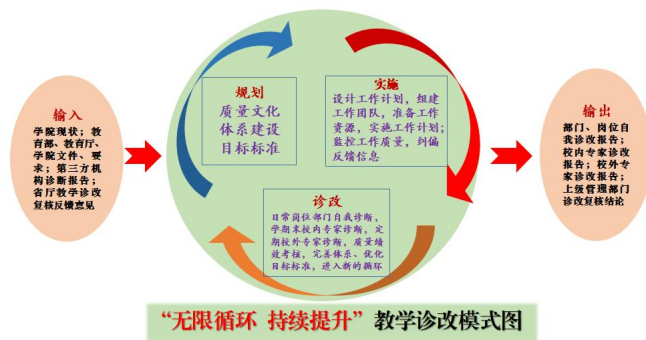 输入
学院现状；教
育部、教育厅、
学院文件、要
求；第三方机
构诊断报告；
省厅教学诊改
复核反馈意见
规划
质量文化
体系建设
目标标准
实施
设计工作计划，组建
工作团队，准备工作
资源，实施工作计划；
监控工作质量，纠偏
反馈信息
诊改
日常岗位部门自我诊断，
学期末校内专家诊断，定
期校外专家诊断，质量绩
效考核，完善体系、优化
目标标准，进入新的循环
输出
部门、岗位自
我诊改报告；
校内专家诊改
报告；校外专
家诊改报告；
上级管理部门
诊改复核结论
“无限循环 持续提升”教学诊改模式图